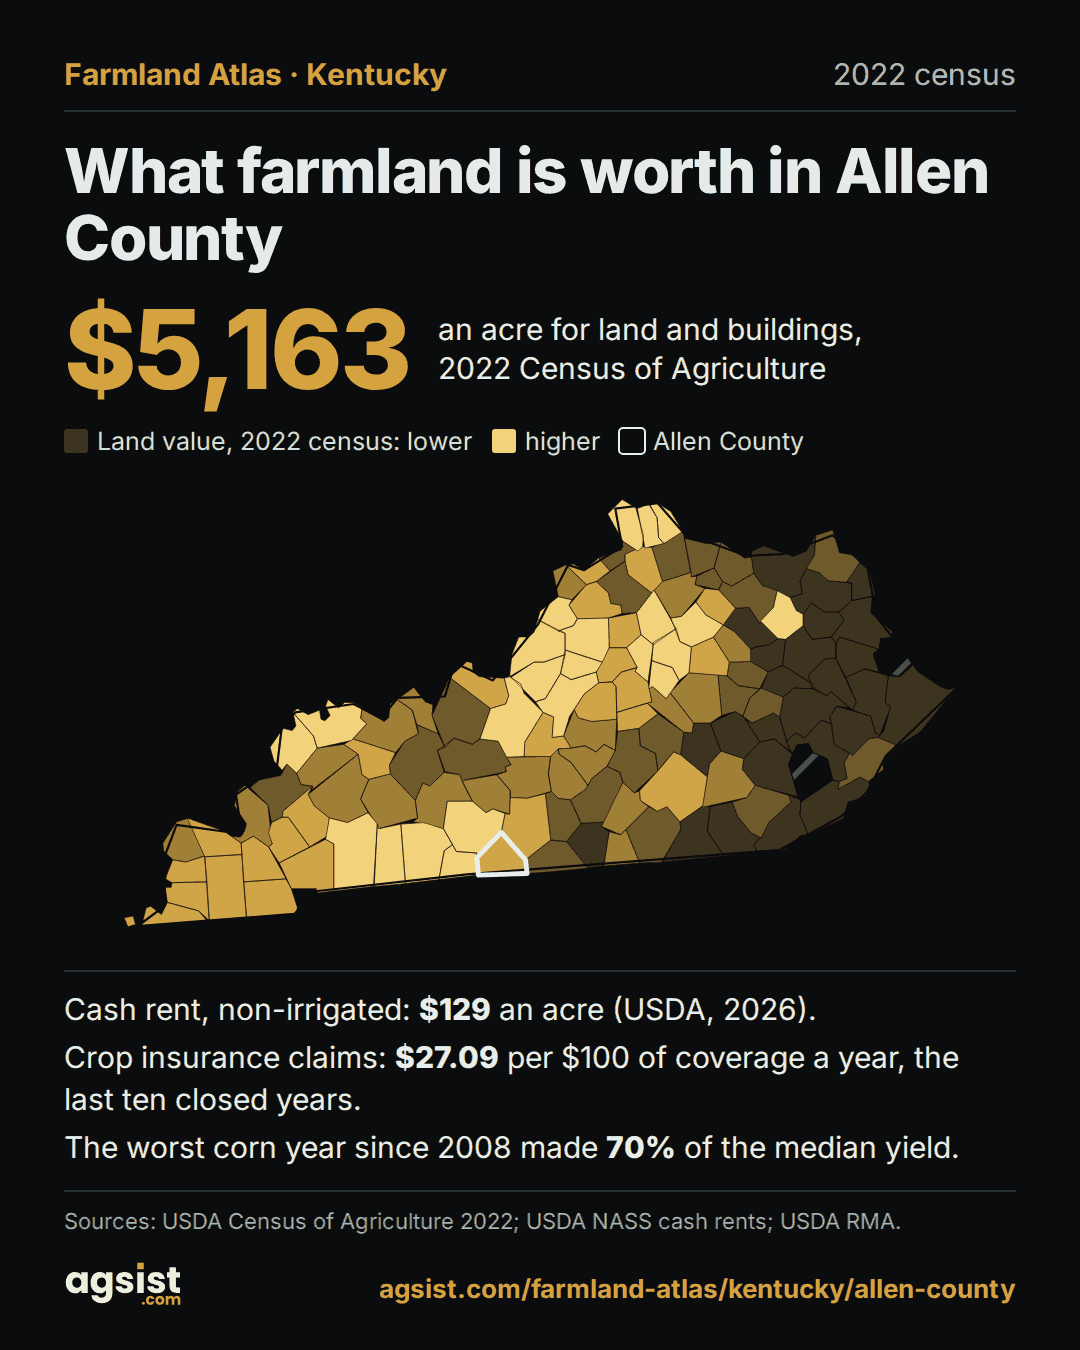 Farmland Atlas · Kentucky
2022 census
What farmland is worth in Allen
County
$5,163
an acre for land and buildings,
2022 Census of Agriculture
Land value, 2022 census: lower
higher
Allen County
Cash rent, non-irrigated: $129 an acre (USDA, 2026).
Crop insurance claims: $27.09 per $100 of coverage a year, the
last ten closed years.
The worst corn year since 2008 made 70% of the median yield.
Sources: USDA Census of Agriculture 2022; USDA NASS cash rents; USDA RMA.
agsist
.com
agsist.com/farmland-atlas/kentucky/allen-county